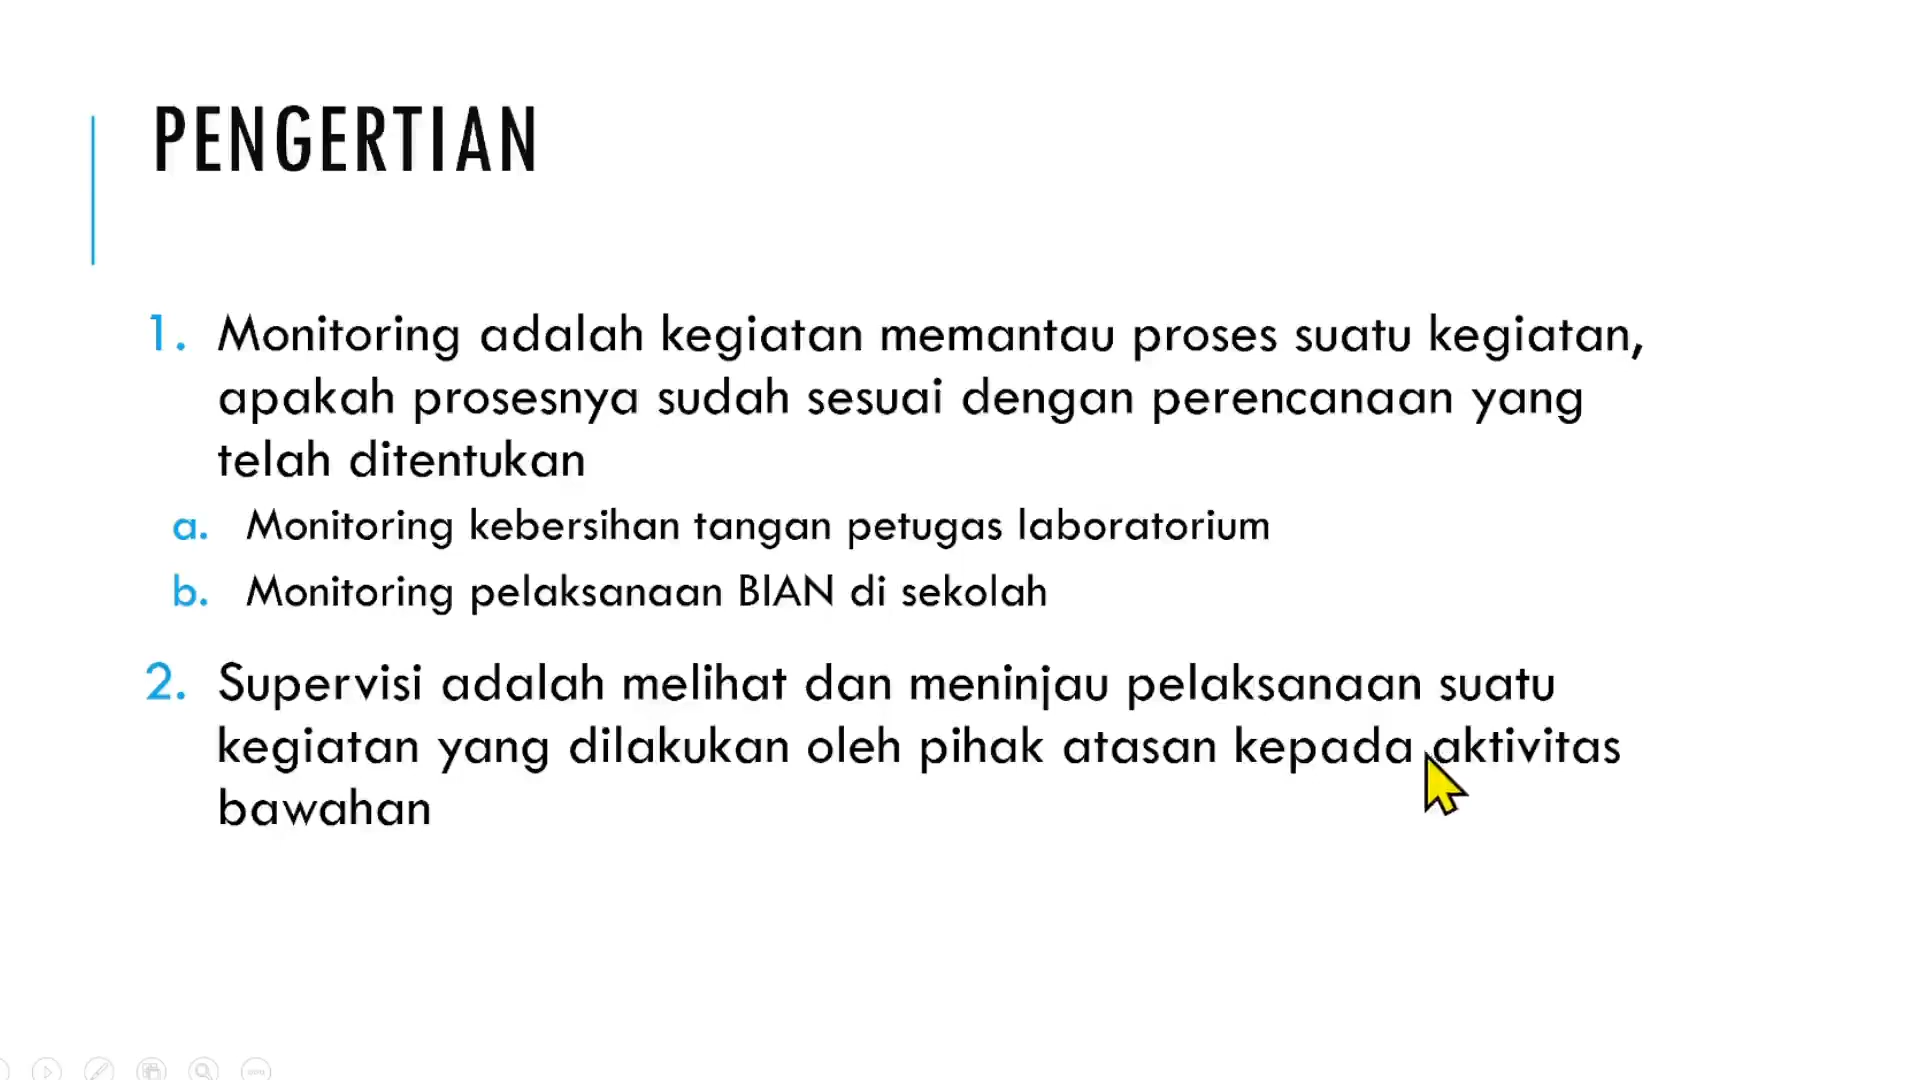 PENGERTIAN
1. Monitoring adalah kegiatan memantau proses suatu kegiatan,
apakah prosesnya sudah sesuai dengan perencanaan yang
telah ditentukan
a. Monitoring kebersihan tangan petugas laboratorium
b. Monitoring pelaksanaan BIAN di sekolah
2. Supervisi adalah melihat dan meninjau pelaksanaan suatu
kegiatan yang dilakukan oleh pihak atasan kepada aktivitas
bawahan